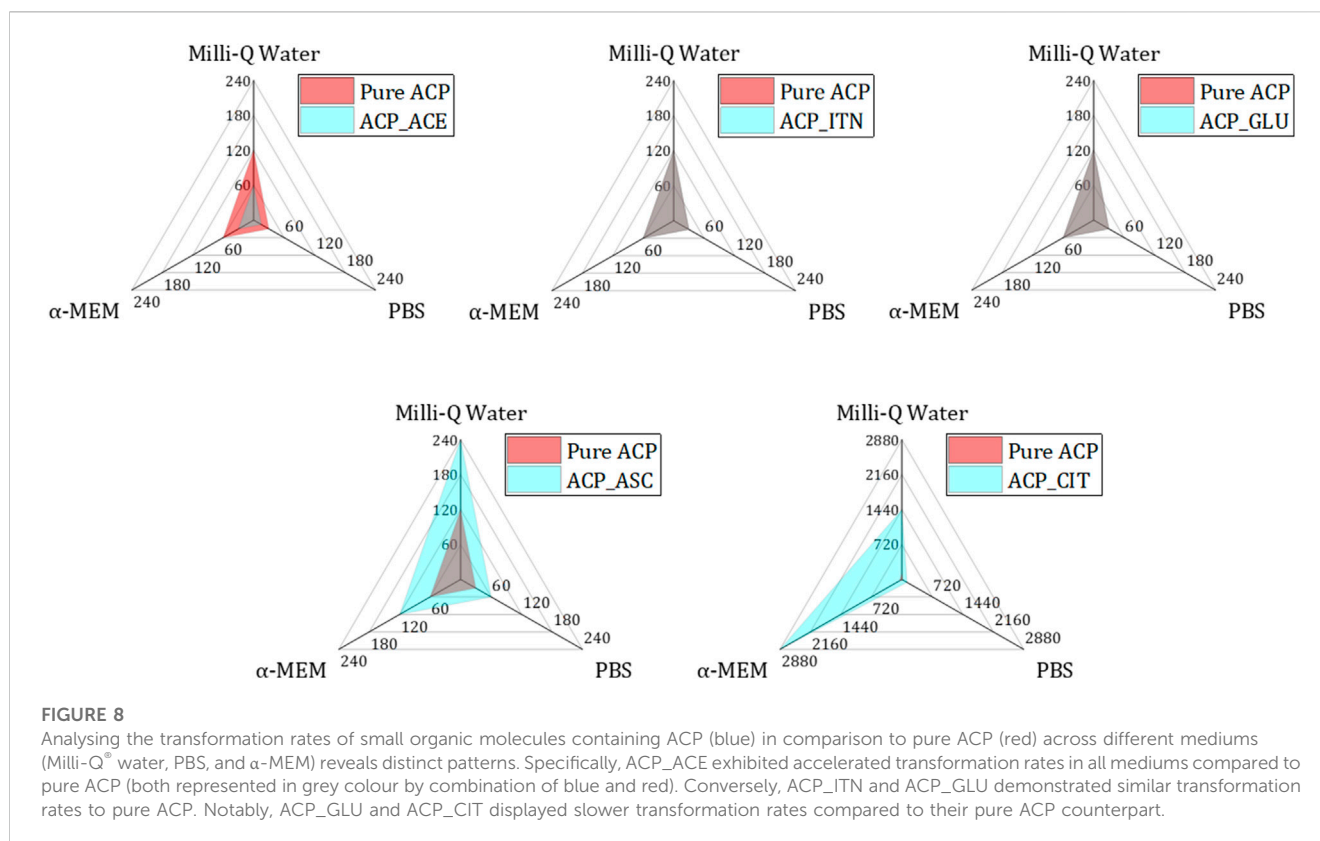 Milli-Q Water
240
180
120
60
60
120
180
240
60
120
180
240
α-MEM
PBS
Pure ACP
ACP_ACE
Milli-Q Water
240
180
120
60
60
120
180
240
60
120
180
240
α-MEM
PBS
Pure ACP
ACP_ITN
Milli-Q Water
240
180
120
60
60
120
180
240
60
120
180
240
α-MEM
PBS
Pure ACP
ACP_GLU
Milli-Q Water
240
180
120
60
60
120
180
240
60
120
180
240
α-MEM
PBS
Pure ACP
ACP_ASC
Milli-Q Water
2880
2160
1440
720
720
1440
2160
2880
720
1440
2160
2880
α-MEM
PBS
Pure ACP
ACP_CIT
FIGURE 8
Analysing the transformation rates of small organic molecules containing ACP (blue) in comparison to pure ACP (red) across different mediums
(Milli-Q® water, PBS, and α-MEM) reveals distinct patterns. Specifically, ACP_ACE exhibited accelerated transformation rates in all mediums compared to
pure ACP (both represented in grey colour by combination of blue and red). Conversely, ACP_ITN and ACP_GLU demonstrated similar transformation
rates to pure ACP. Notably, ACP_GLU and ACP_CIT displayed slower transformation rates compared to their pure ACP counterpart.